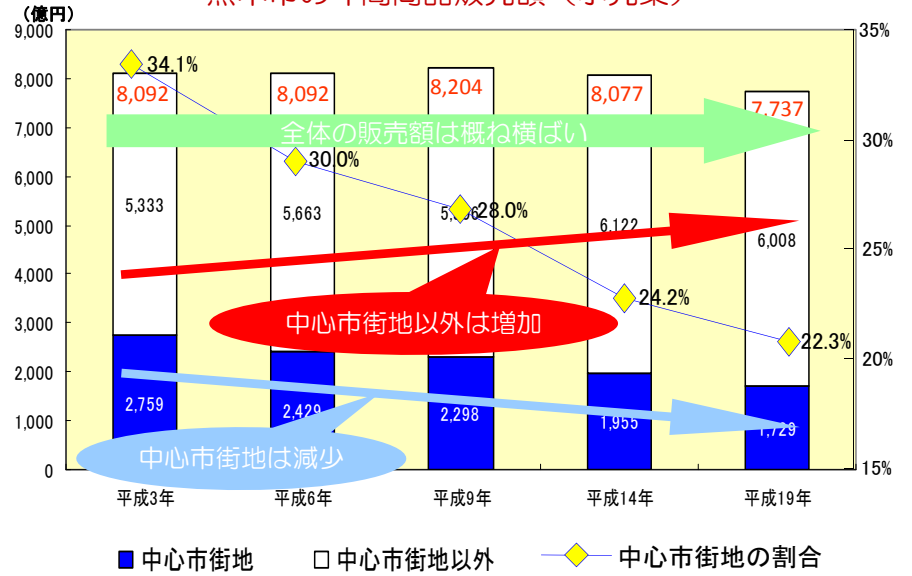 (億円)
9,000
8,000
7,000
6,000
5,000
4,000
3,000
2,000
1,000
0
35%
30%
25%
20%
15%
34.1%
30.0%
28.0%
24.2%
22.3%
8,092
8,092
8,204
8,077
7,737
全体の販売額は概ね横ばい
5,333
5,663
6,122
6,008
中心市街地以外は増加
2,759
2,429
2,298
1,955
1,729
中心市街地は減少
平成3年
平成6年
平成9年
平成14年
平成19年
中心市街地
中心市街地以外
中心市街地の割合